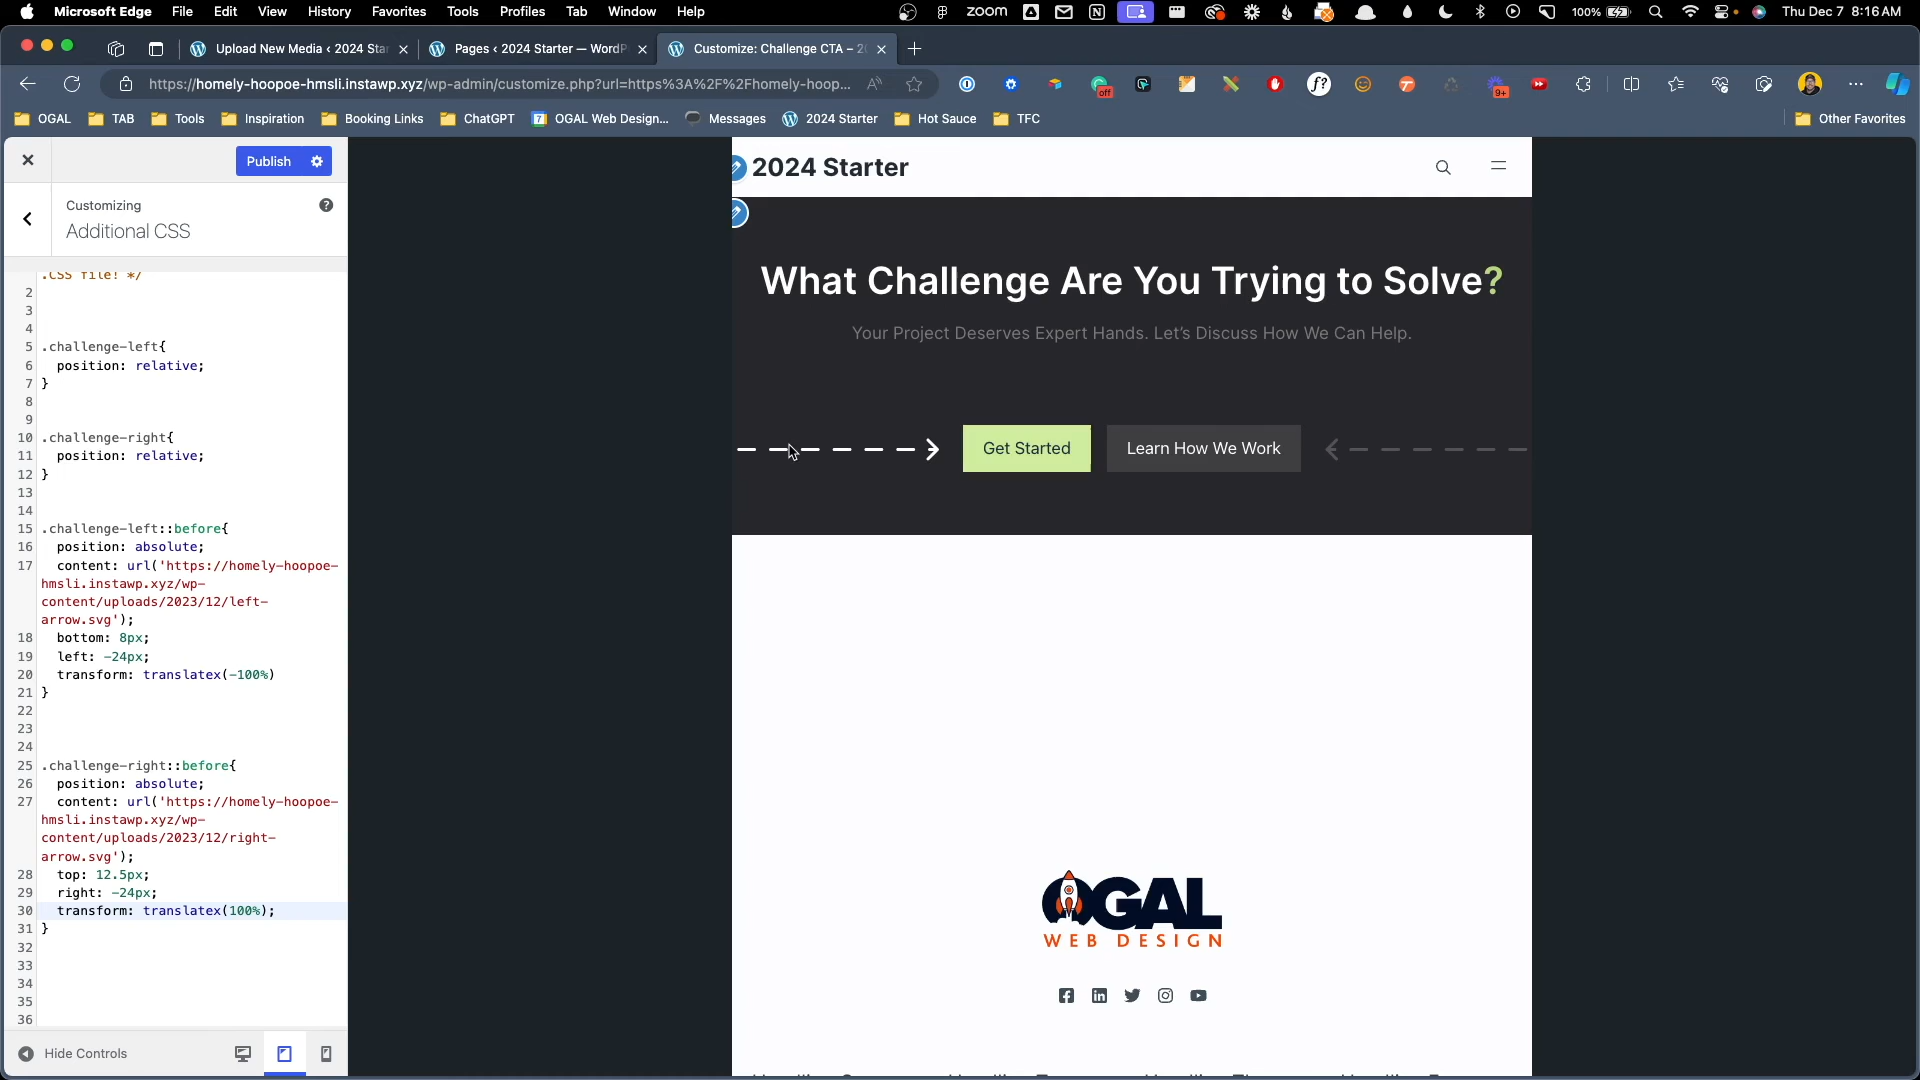 Microsoft Edge File Edit View History Favorites Tools Profiles Tab Window Help zoom 100% Thu Dec 7 8:16 AM
Upload New Media ‹ 2024 Star Pages ‹ 2024 Starter — WordP Customize: Challenge CTA – 20
https://homely-hoopoe-hmsli.instawp.xyz/wp-admin/customize.php?url=https%3A%2F%2Fhomely-hoop... off f? 9+
OGAL TAB Tools Inspiration Booking Links ChatGPT 7 OGAL Web Design... Messages 2024 Starter Hot Sauce TFC Other Favorites
Publish
Customizing
Additional CSS
.CSS file! */
2
3
4
5 .challenge-left{
6 position: relative;
7 }
8
9
10 .challenge-right{
11 position: relative;
12 }
13
14
15 .challenge-left::before{
16 position: absolute;
17 content: url('https://homely-hoopoe-
hmsli.instawp.xyz/wp-
content/uploads/2023/12/left-
arrow.svg');
18 bottom: 8px;
19 left: -24px;
20 transform: translatex(-100%)
21 }
22
23
24
25 .challenge-right::before{
26 position: absolute;
27 content: url('https://homely-hoopoe-
hmsli.instawp.xyz/wp-
content/uploads/2023/12/right-
arrow.svg');
28 top: 12.5px;
29 right: -24px;
30 transform: translatex(100%);
31 }
32
33
34
35
36
Hide Controls
2024 Starter
What Challenge Are You Trying to Solve?
Your Project Deserves Expert Hands. Let's Discuss How We Can Help.
Get Started Learn How We Work
OGAL
WEB DESIGN